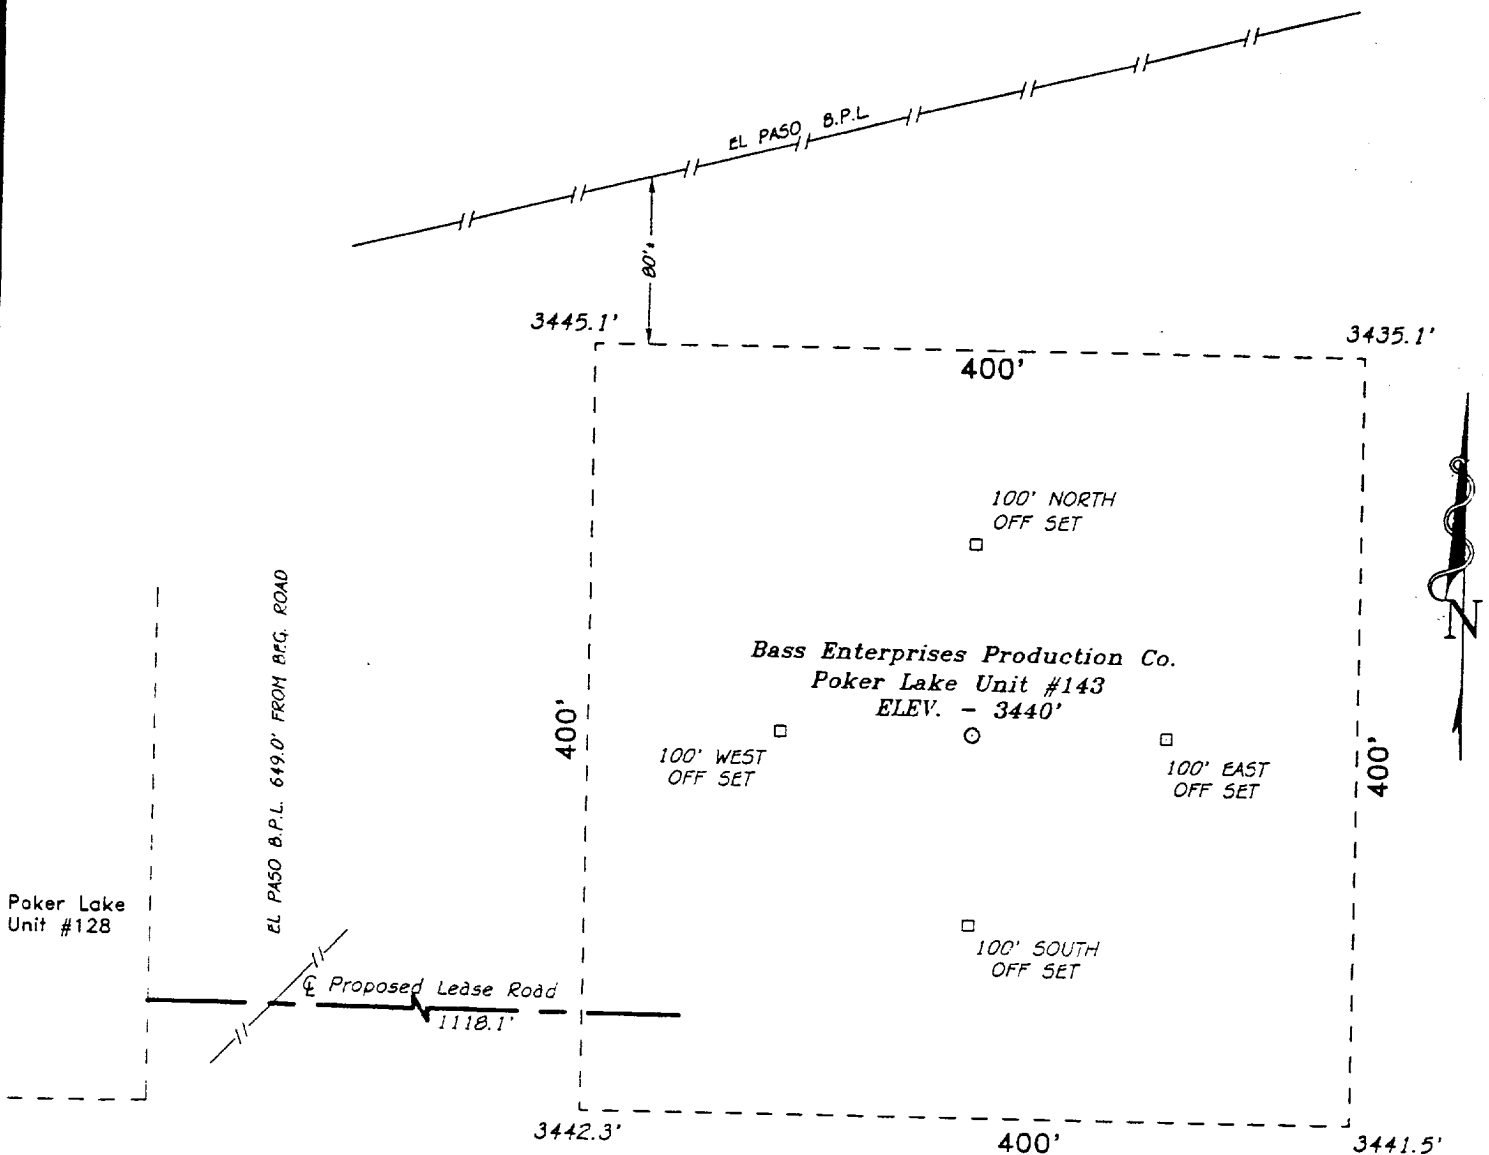 EL PASO B.P.L
80'±
3445.1'
3435.1'
400'
100' NORTH
OFF SET
N
EL PASO B.P.L. 649.0' FROM BEG. ROAD
Bass Enterprises Production Co.
Poker Lake Unit #143
ELEV. - 3440'
400'
100' WEST
OFF SET
100' EAST
OFF SET
400'
Poker Lake
Unit #128
100' SOUTH
OFF SET
℄ Proposed Lease Road
1118.1'
3442.3'
400'
3441.5'